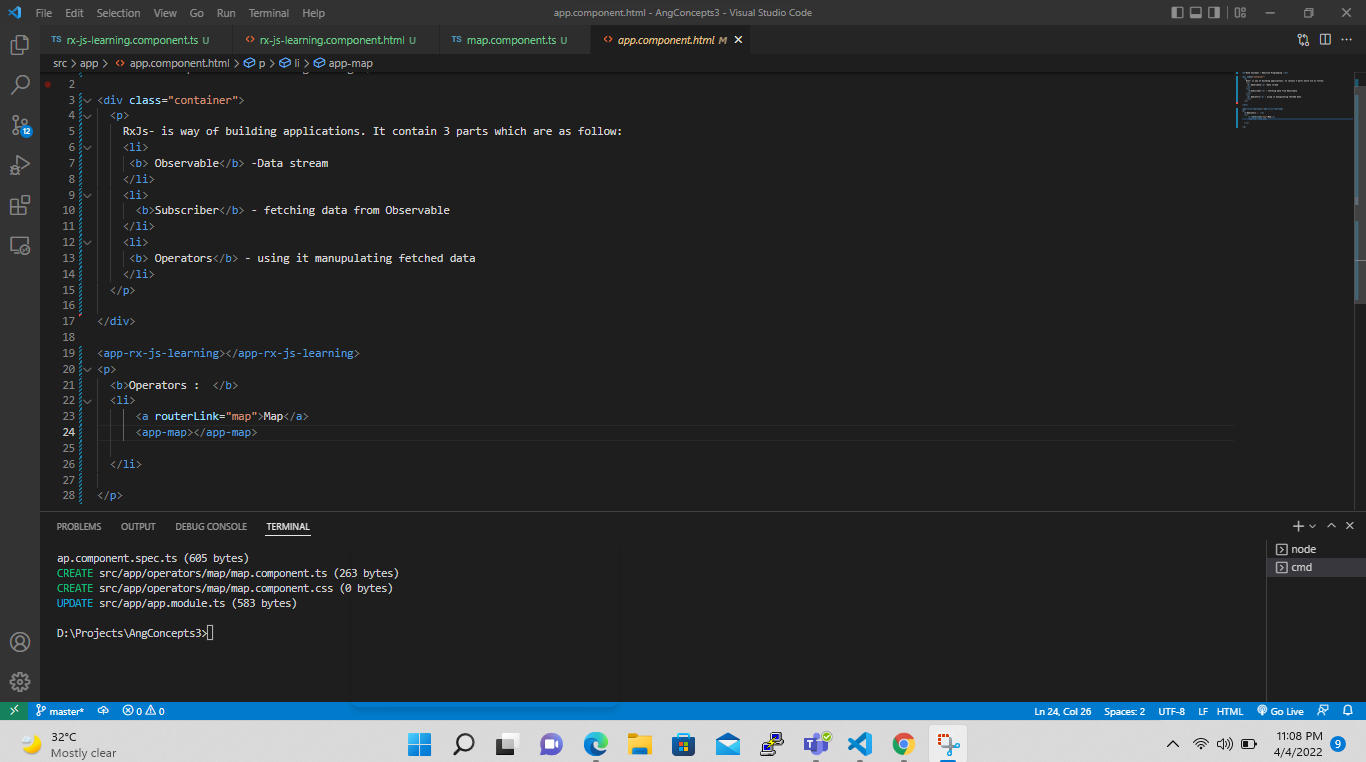 File Edit Selection View Go Run Terminal Help app.component.html - AngConcepts3 - Visual Studio Code
TS rx-js-learning.component.ts U <> rx-js-learning.component.html U TS map.component.ts U <> app.component.html M
src > app > <> app.component.html > p > li > app-map
2
3 <div class="container">
4 <p>
5 RxJs- is way of building applications. It contain 3 parts which are as follow:
6 <li>
7 <b> Observable</b> -Data stream
8 </li>
9 <li>
10 <b>Subscriber</b> - fetching data from Observable
11 </li>
12 <li>
13 <b> Operators</b> - using it manupulating fetched data
14 </li>
15 </p>
16
17 </div>
18
19 <app-rx-js-learning></app-rx-js-learning>
20 <p>
21 <b>Operators :  </b>
22 <li>
23 <a routerLink="map">Map</a>
24 <app-map></app-map>
25
26 </li>
27
28 </p>
12
PROBLEMS OUTPUT DEBUG CONSOLE TERMINAL
ap.component.spec.ts (605 bytes)
CREATE src/app/operators/map/map.component.ts (263 bytes)
CREATE src/app/operators/map/map.component.css (0 bytes)
UPDATE src/app/app.module.ts (583 bytes)
D:\Projects\AngConcepts3>
node
cmd
master* 0 0 Ln 24, Col 26 Spaces: 2 UTF-8 LF HTML Go Live
32°C
Mostly clear
11:08 PM
4/4/2022
9